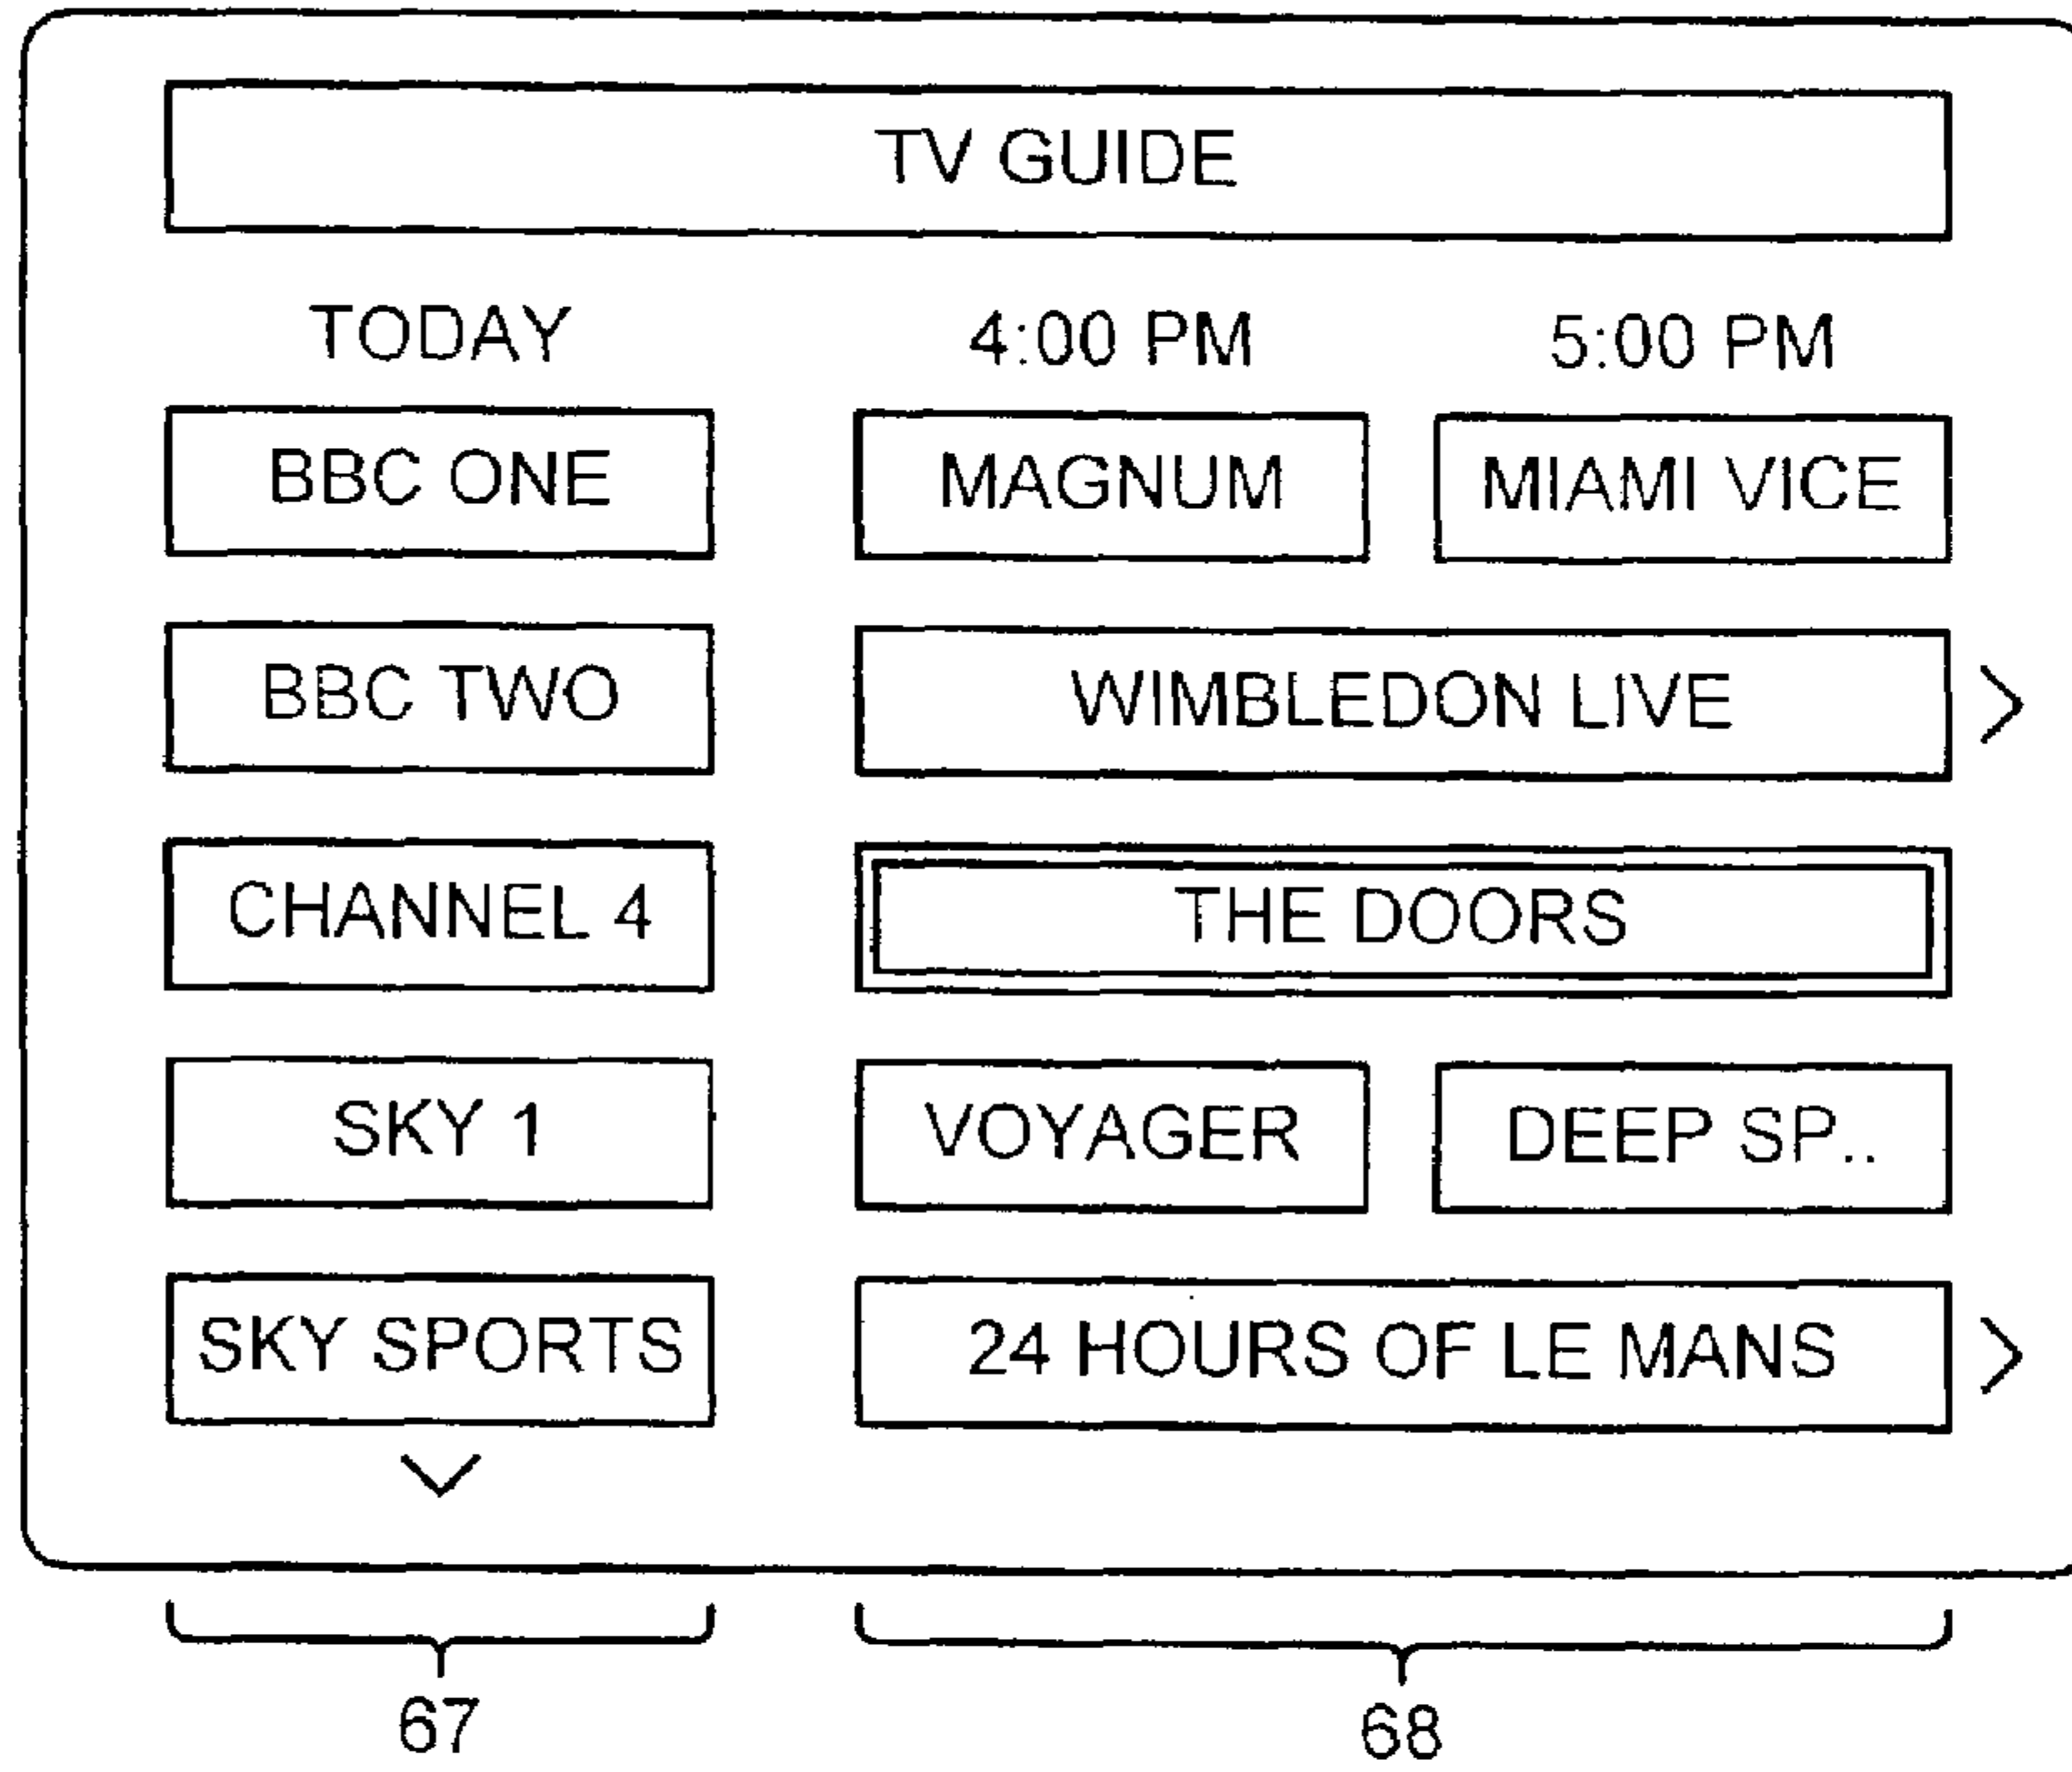 TV GUIDE
TODAY 4:00 PM 5:00 PM
BBC ONE MAGNUM MIAMI VICE
BBC TWO WIMBLEDON LIVE >
CHANNEL 4 THE DOORS
SKY 1 VOYAGER DEEP SP..
SKY SPORTS 24 HOURS OF LE MANS >
67 68